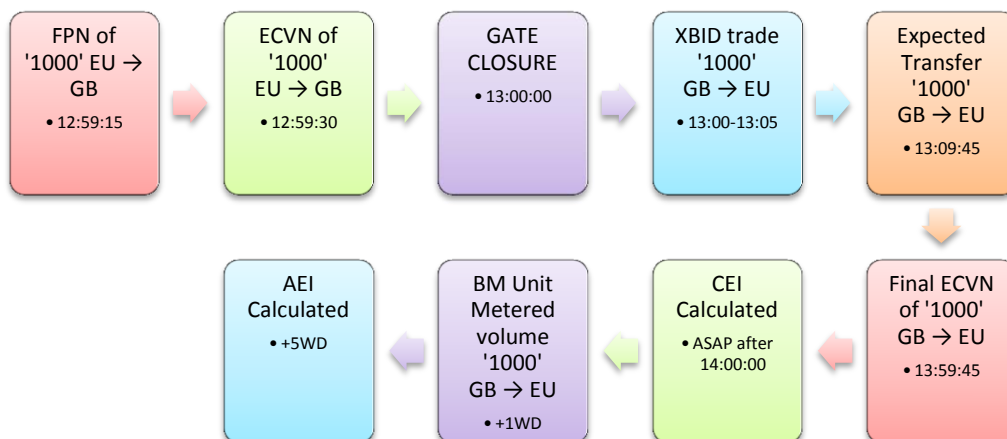 FPN of
'1000' EU →
GB
• 12:59:15
ECVN of
'1000'
EU → GB
• 12:59:30
GATE
CLOSURE
• 13:00:00
XBID trade
'1000'
GB → EU
• 13:00-13:05
Expected
Transfer
'1000'
GB → EU
• 13:09:45
Final ECVN
of '1000'
GB → EU
• 13:59:45
CEI
Calculated
• ASAP after
14:00:00
BM Unit
Metered
volume
'1000'
GB → EU
• +1WD
AEI
Calculated
• +5WD